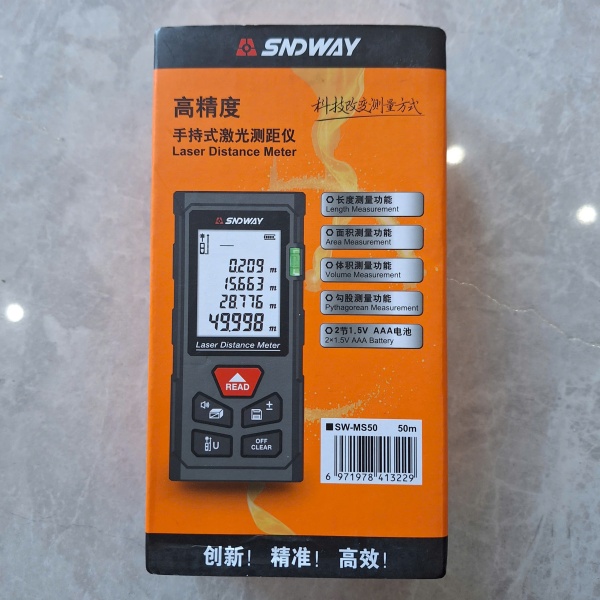 SNDWAY
高精度
手持式激光测距仪
Laser Distance Meter
科技改变测量方式
SNDWAY
0.209 m
15.663 m
28.776 m
49.998 m
Laser Distance Meter
READ
±
U
OFF
CLEAR
长度测量功能
Length Measurement
面积测量功能
Area Measurement
体积测量功能
Volume Measurement
勾股测量功能
Pythagorean Measurement
2节1.5V AAA电池
2×1.5V AAA Battery
SW-MS50 50m
6 971978 413229
创新! 精准! 高效!